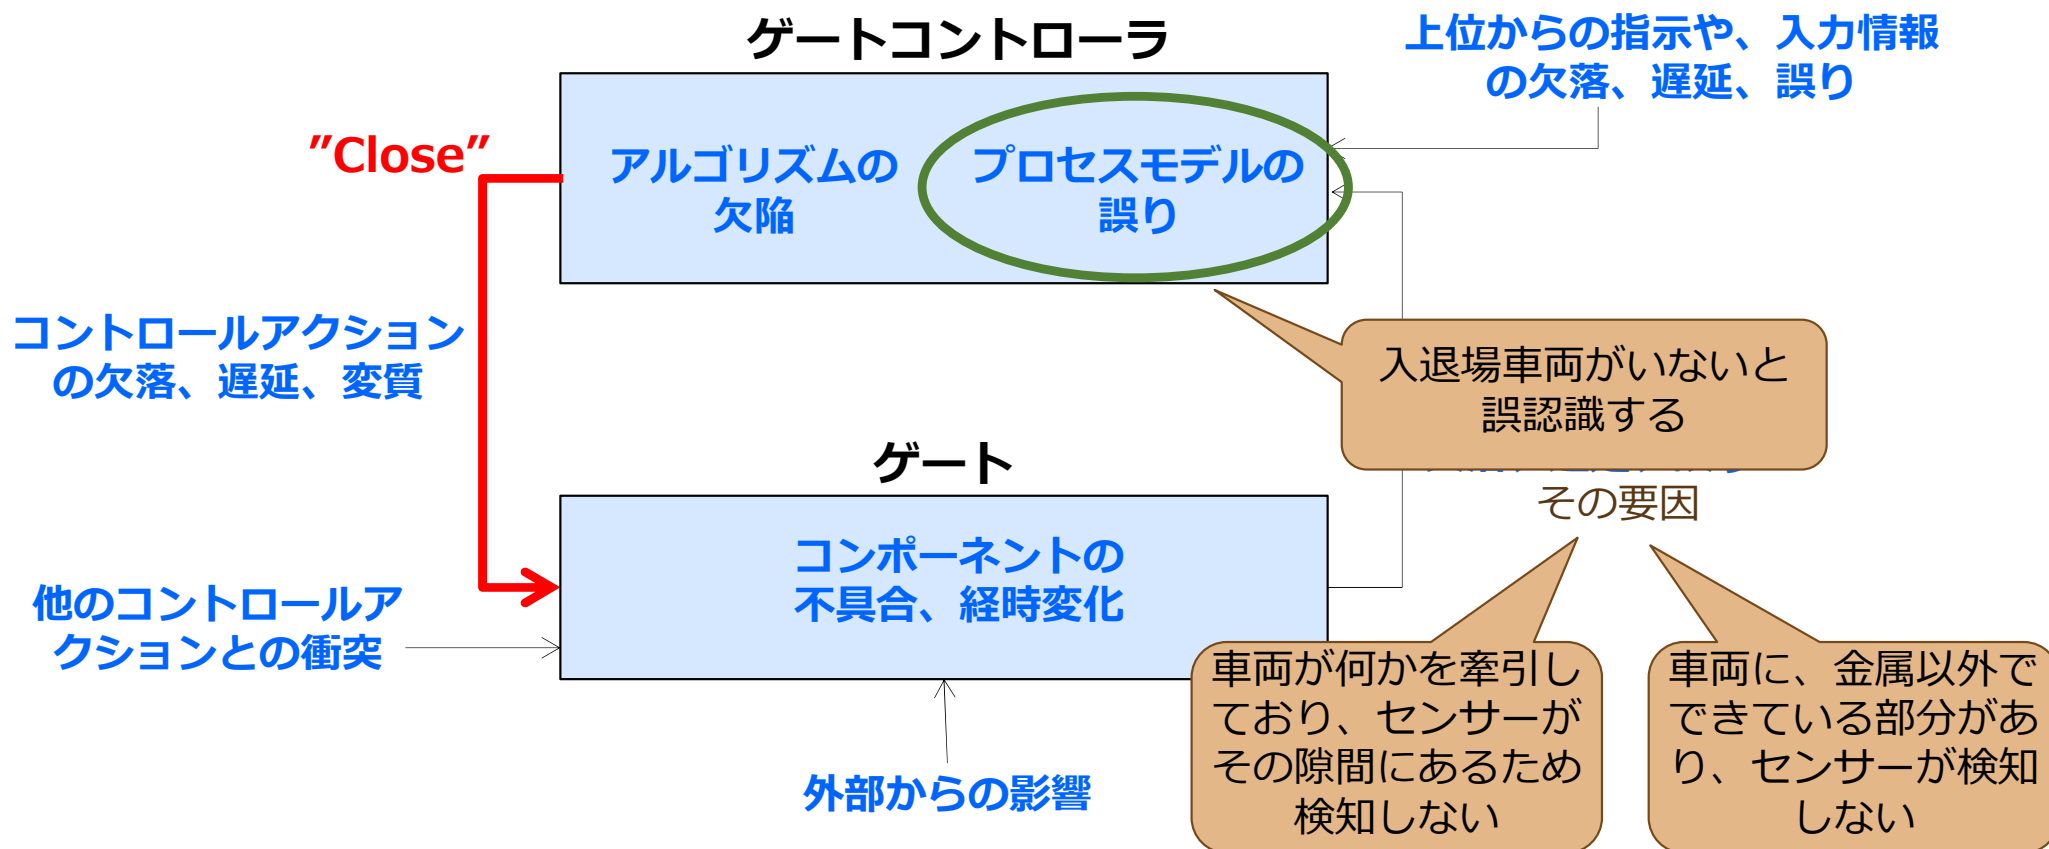 ゲートコントローラ
上位からの指示や、入力情報
の欠落、遅延、誤り
”Close”
アルゴリズムの
欠陥
プロセスモデルの
誤り
コントロールアクション
の欠落、遅延、変質
入退場車両がいないと
誤認識する
ゲート
その要因
コンポーネントの
不具合、経時変化
他のコントロールア
クションとの衝突
外部からの影響
車両が何かを牽引し
ており、センサーが
その隙間にあるため
検知しない
車両に、金属以外で
できている部分があ
り、センサーが検知
しない